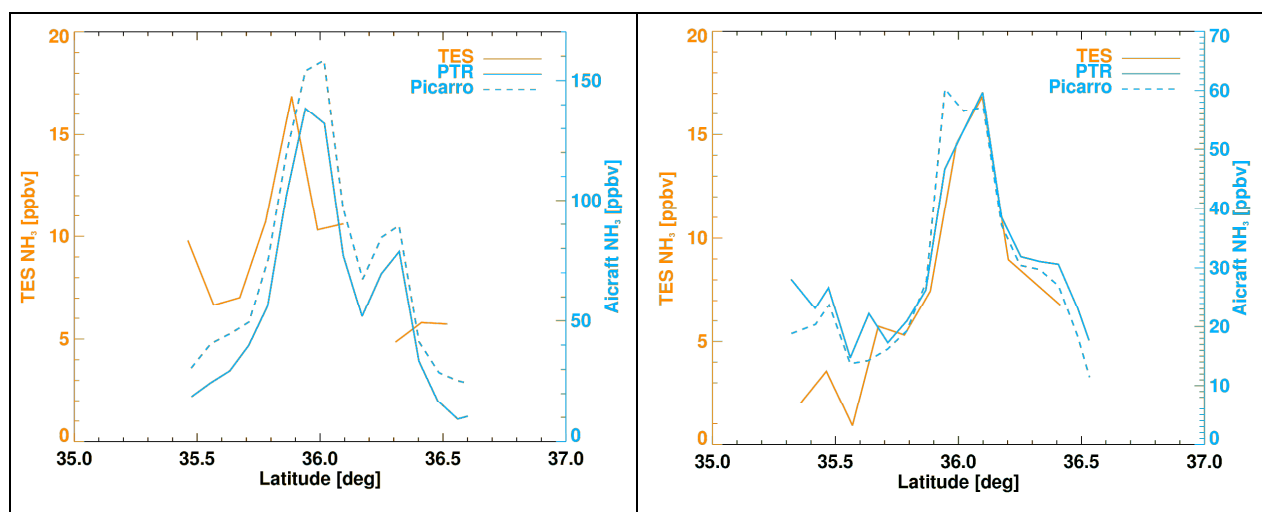 20
15
10
5
0
TES NH₃ [ppbv]
TES
PTR
Picarro
150
100
50
0
Aicraft NH₃ [ppbv]
35.0 35.5 36.0 36.5 37.0
Latitude [deg]
20
15
10
5
0
TES NH₃ [ppbv]
TES
PTR
Picarro
70
60
50
40
30
20
10
0
Aicraft NH₃ [ppbv]
35.0 35.5 36.0 36.5 37.0
Latitude [deg]